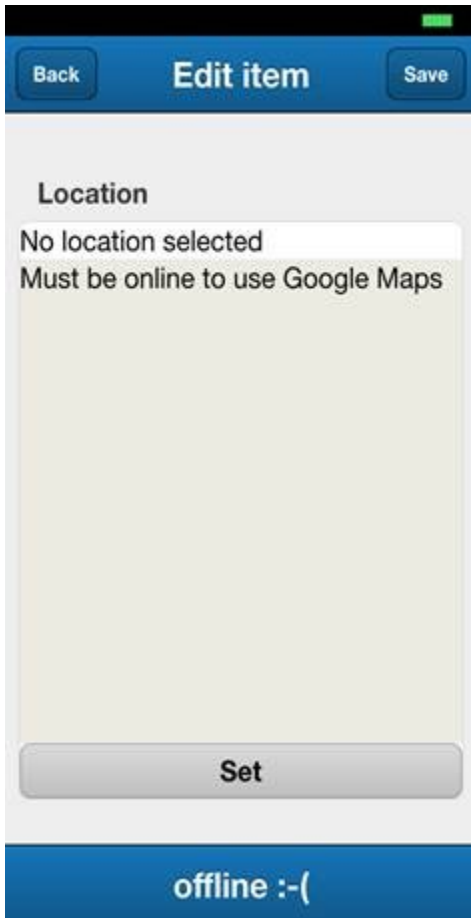 Back Edit item Save
Location
No location selected
Must be online to use Google Maps
Set
offline :-(